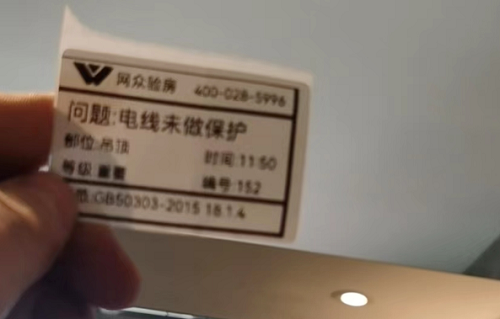 网众验房 400-028-5996
问题:电线未做保护
部位:吊顶 时间:11:50
等级:重要 编号:152
:GB50303-2015 18.1.4